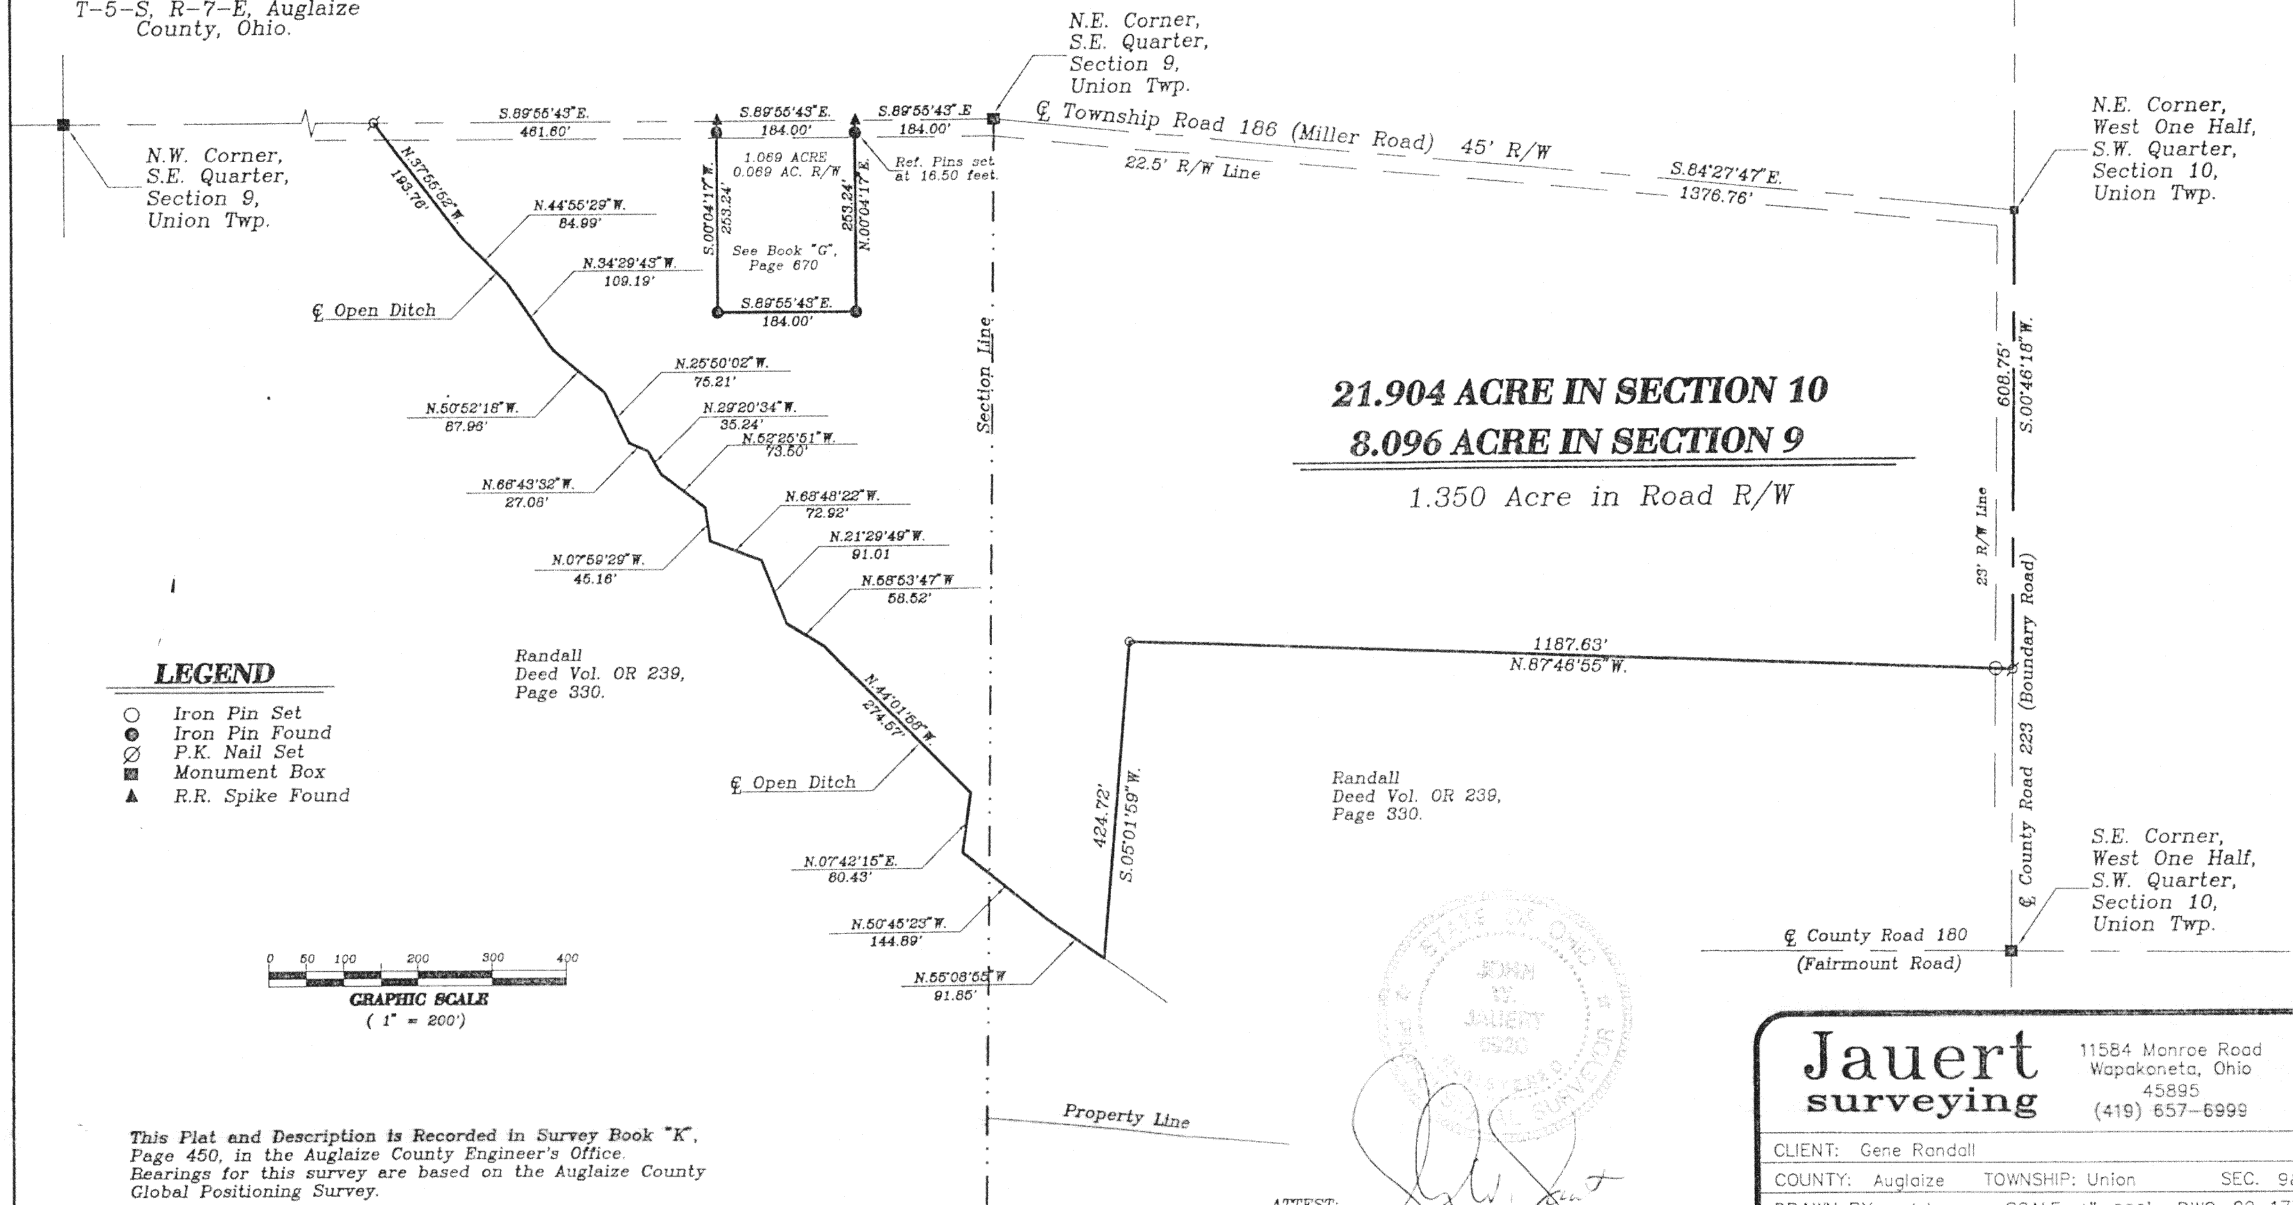 T-5-S, R-7-E, Auglaize
County, Ohio.
N.E. Corner,
S.E. Quarter,
Section 9,
Union Twp.
N.W. Corner,
S.E. Quarter,
Section 9,
Union Twp.
S.89°55'43"E.
461.60'
S.89°55'43"E.
184.00'
S.89°55'43".E
184.00'
℄ Township Road 186 (Miller Road) 45' R/W
22.5' R/W Line
S.84°27'47"E.
1376.76'
N.E. Corner,
West One Half,
S.W. Quarter,
Section 10,
Union Twp.
1.069 ACRE
0.069 AC. R/W
Ref. Pins set
at 16.50 feet.
S.00°04'17"W.
253.24'
253.24'
N.00°04'17"E.
See Book "G",
Page 670
S.89°55'43"E.
184.00'
N.37°55'52"W.
193.76'
N.44°55'29"W.
84.99'
N.34°29'43"W.
109.19'
℄ Open Ditch
N.25°50'02"W.
75.21'
N.50°52'18"W.
87.96'
N.29°20'34"W.
35.24'
N.52°25'51"W.
73.50'
N.66°43'32"W.
27.08'
N.68°48'22"W.
72.92'
N.07°59'29"W.
45.16'
N.21°29'49"W.
91.01
N.58°53'47"W
58.52'
Section Line
21.904 ACRE IN SECTION 10
8.096 ACRE IN SECTION 9
1.350 Acre in Road R/W
608.75'
S.00°46'18"W.
23' R/W Line
℄ County Road 223 (Boundary Road)
1187.63'
N.87°46'55"W.
LEGEND
Iron Pin Set
Iron Pin Found
P.K. Nail Set
Monument Box
R.R. Spike Found
Randall
Deed Vol. OR 239,
Page 330.
N.44°01'58"W.
274.57'
℄ Open Ditch
N.07°42'15"E.
80.43'
N.50°45'23"W.
144.89'
N.55°08'55"W
91.85'
424.72'
S.05°01'59"W.
Randall
Deed Vol. OR 239,
Page 330.
S.E. Corner,
West One Half,
S.W. Quarter,
Section 10,
Union Twp.
℄ County Road 180
(Fairmount Road)
0 50 100 200 300 400
GRAPHIC SCALE
( 1" = 200')
STATE OF OHIO
JOHN
W.
JAUERT
REGISTERED
SURVEYOR
Property Line
This Plat and Description is Recorded in Survey Book "K",
Page 450, in the Auglaize County Engineer's Office.
Bearings for this survey are based on the Auglaize County
Global Positioning Survey.
ATTEST:
Jauert
surveying
11584 Monroe Road
Wapakoneta, Ohio
45895
(419) 657-6999
CLIENT: Gene Randall
COUNTY: Auglaize TOWNSHIP: Union SEC.